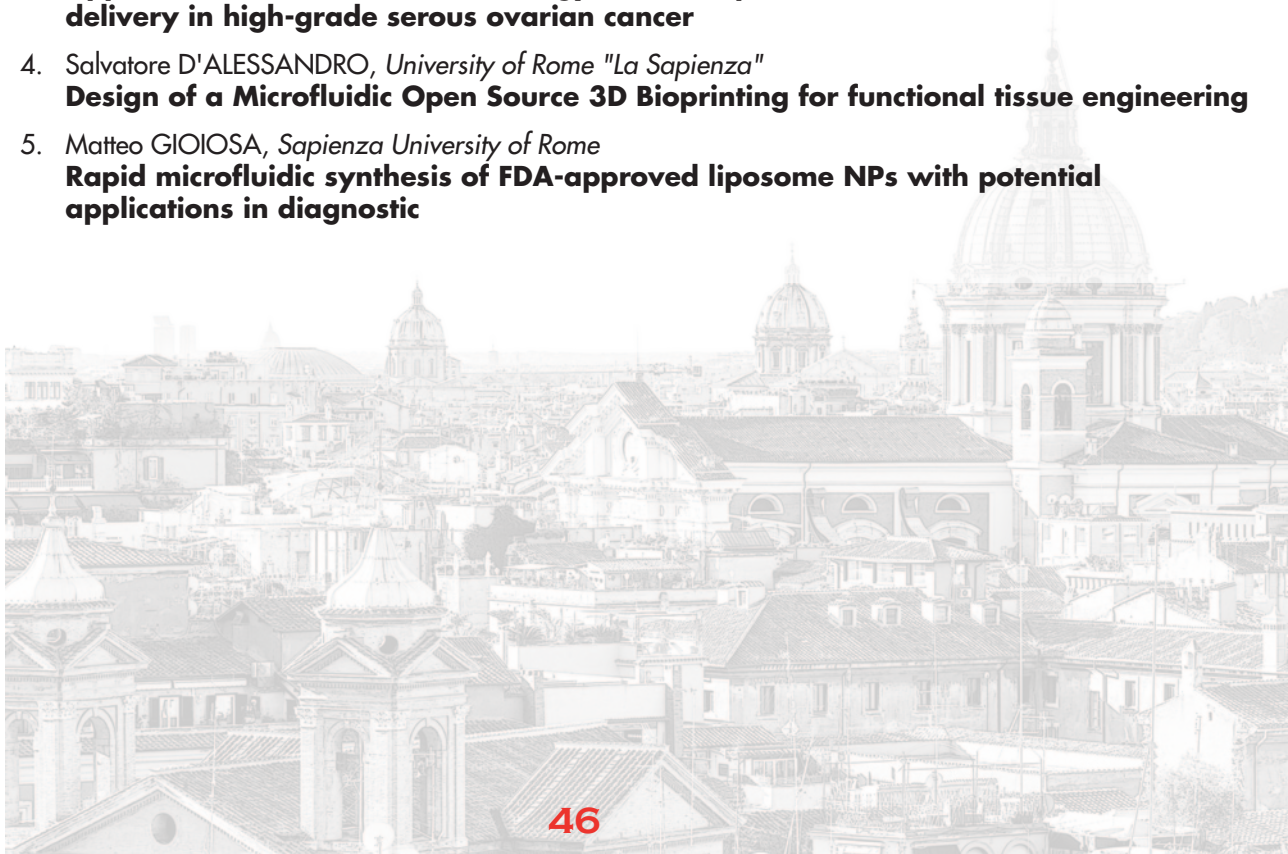 delivery in high-grade serous ovarian cancer
4. Salvatore D'ALESSANDRO, University of Rome "La Sapienza"
Design of a Microfluidic Open Source 3D Bioprinting for functional tissue engineering
5. Matteo GIOIOSA, Sapienza University of Rome
Rapid microfluidic synthesis of FDA-approved liposome NPs with potential
applications in diagnostic
46